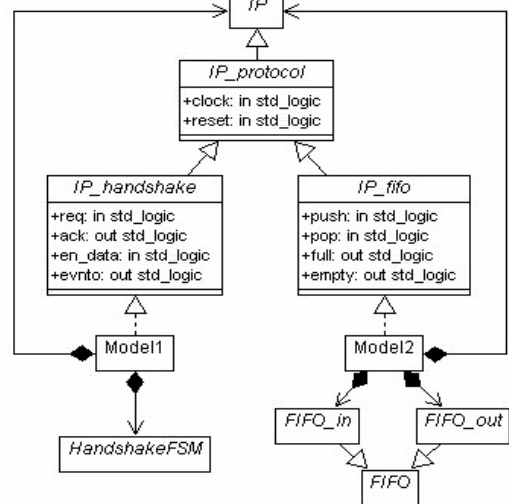 IP
IP_protocol
+clock: in std_logic
+reset: in std_logic
IP_handshake
+req: in std_logic
+ack: out std_logic
+en_data: in std_logic
+evnto: out std_logic
IP_fifo
+push: in std_logic
+pop: in std_logic
+full: out std_logic
+empty: out std_logic
Model1
Model2
FIFO_in
FIFO_out
HandshakeFSM
FIFO